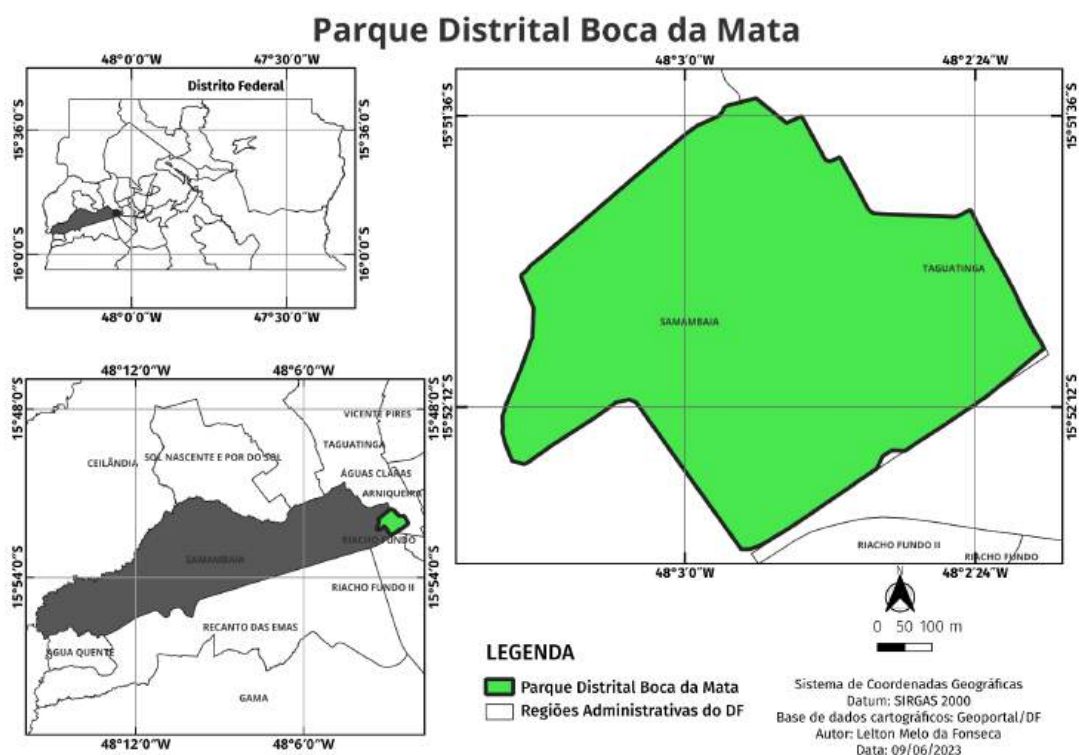 Parque Distrital Boca da Mata
48°0′0″W 47°30′0″W
Distrito Federal
15°36′S
15°36′S
16°0′0″S
16°0′0″S
48°0′0″W 47°30′0″W
48°3′0″W 48°2′24″W
15°51′36″S
15°51′36″S
TAGUATINGA
SAMAMBAIA
15°52′12″S
15°52′12″S
RIACHO FUNDO II
RIACHO FUNDO
48°3′0″W 48°2′24″W
48°12′0″W 48°6′0″W
15°48′0″S
15°48′0″S
VICENTE PIRES
TAGUATINGA
CEILÂNDIA
SOL NASCENTE E POR DO SOL
ÁGUAS CLARAS
ARNIQUEIRA
RIACHO FUNDO
SAMAMBAIA
15°54′0″S
15°54′0″S
RIACHO FUNDO II
RECANTO DAS EMAS
ÁGUA QUENTE
GAMA
48°12′0″W 48°6′0″W
N
0 50 100 m
LEGENDA
Parque Distrital Boca da Mata
Regiões Administrativas do DF
Sistema de Coordenadas Geográficas
Datum: SIRGAS 2000
Base de dados cartográficos: Geoportal/DF
Autor: Lelton Melo da Fonseca
Data: 09/06/2023